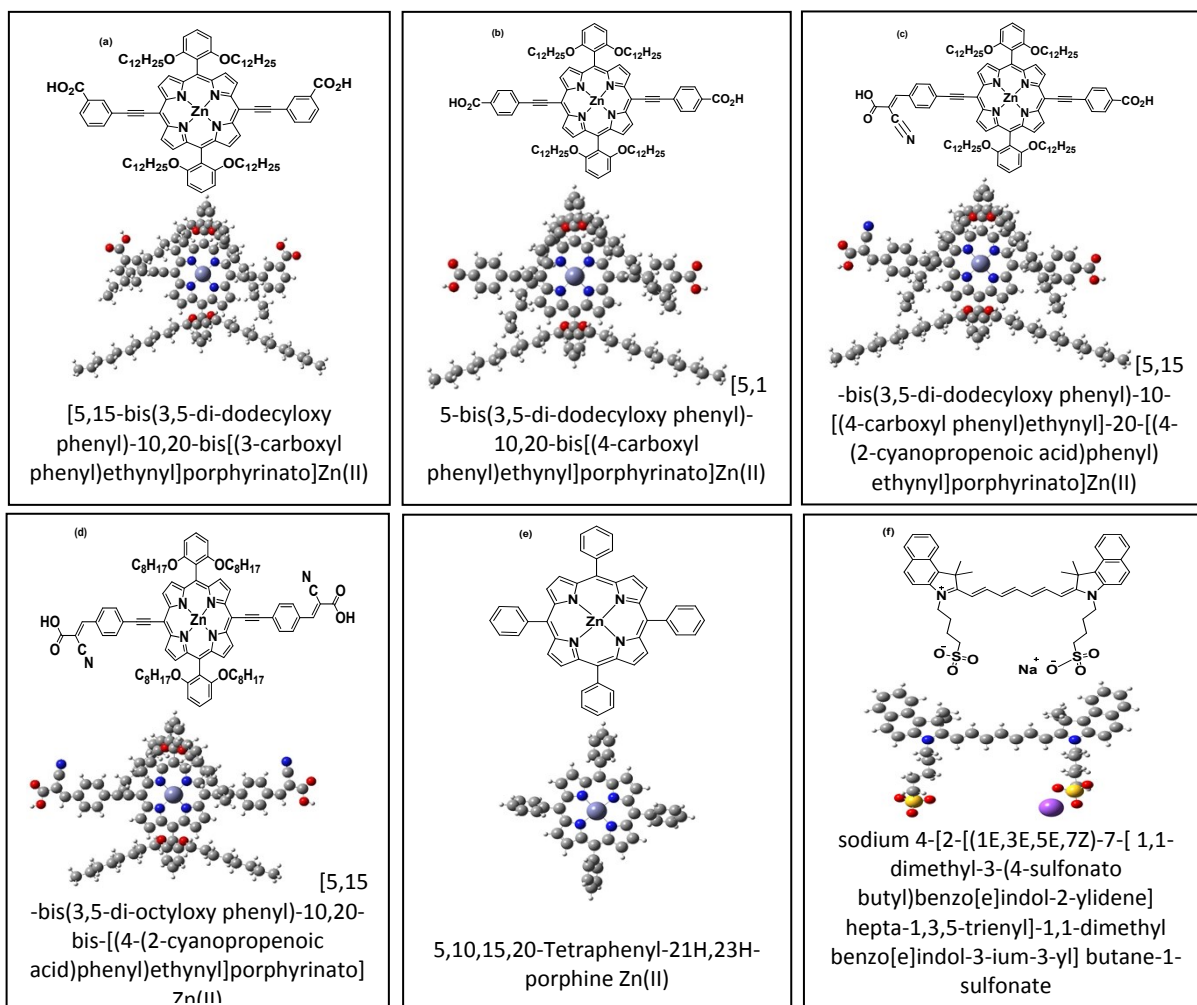 (a)
C₁₂H₂₅O OC₁₂H₂₅
HO₂C CO₂H
N N
Zn
N N
C₁₂H₂₅O OC₁₂H₂₅
[5,15-bis(3,5-di-dodecyloxy
phenyl)-10,20-bis[(3-carboxyl
phenyl)ethynyl]porphyrinato]Zn(II)
(b)
C₁₂H₂₅O OC₁₂H₂₅
N N
HO₂C Zn CO₂H
N N
C₁₂H₂₅O OC₁₂H₂₅
[5,1
5-bis(3,5-di-dodecyloxy phenyl)-
10,20-bis[(4-carboxyl
phenyl)ethynyl]porphyrinato]Zn(II)
(c)
C₁₂H₂₅O OC₁₂H₂₅
HO N N
O Zn CO₂H
N N N
C₁₂H₂₅O OC₁₂H₂₅
[5,15
-bis(3,5-di-dodecyloxy phenyl)-10-
[(4-carboxyl phenyl)ethynyl]-20-[(4-
(2-cyanopropenoic acid)phenyl)
ethynyl]porphyrinato]Zn(II)
(d)
C₈H₁₇O OC₈H₁₇
N O
OH
N N
HO Zn
O N N
N
C₈H₁₇O OC₈H₁₇
[5,15
-bis(3,5-di-octyloxy phenyl)-10,20-
bis-[(4-(2-cyanopropenoic
acid)phenyl)ethynyl]porphyrinato]
Zn(II)
(e)
N N
Zn
N N
5,10,15,20-Tetraphenyl-21H,23H-
porphine Zn(II)
(f)
N⁺ N
O⁻ S O O Na⁺ O⁻ S O O
sodium 4-[2-[(1E,3E,5E,7Z)-7-[ 1,1-
dimethyl-3-(4-sulfonato
butyl)benzo[e]indol-2-ylidene]
hepta-1,3,5-trienyl]-1,1-dimethyl
benzo[e]indol-3-ium-3-yl] butane-1-
sulfonate